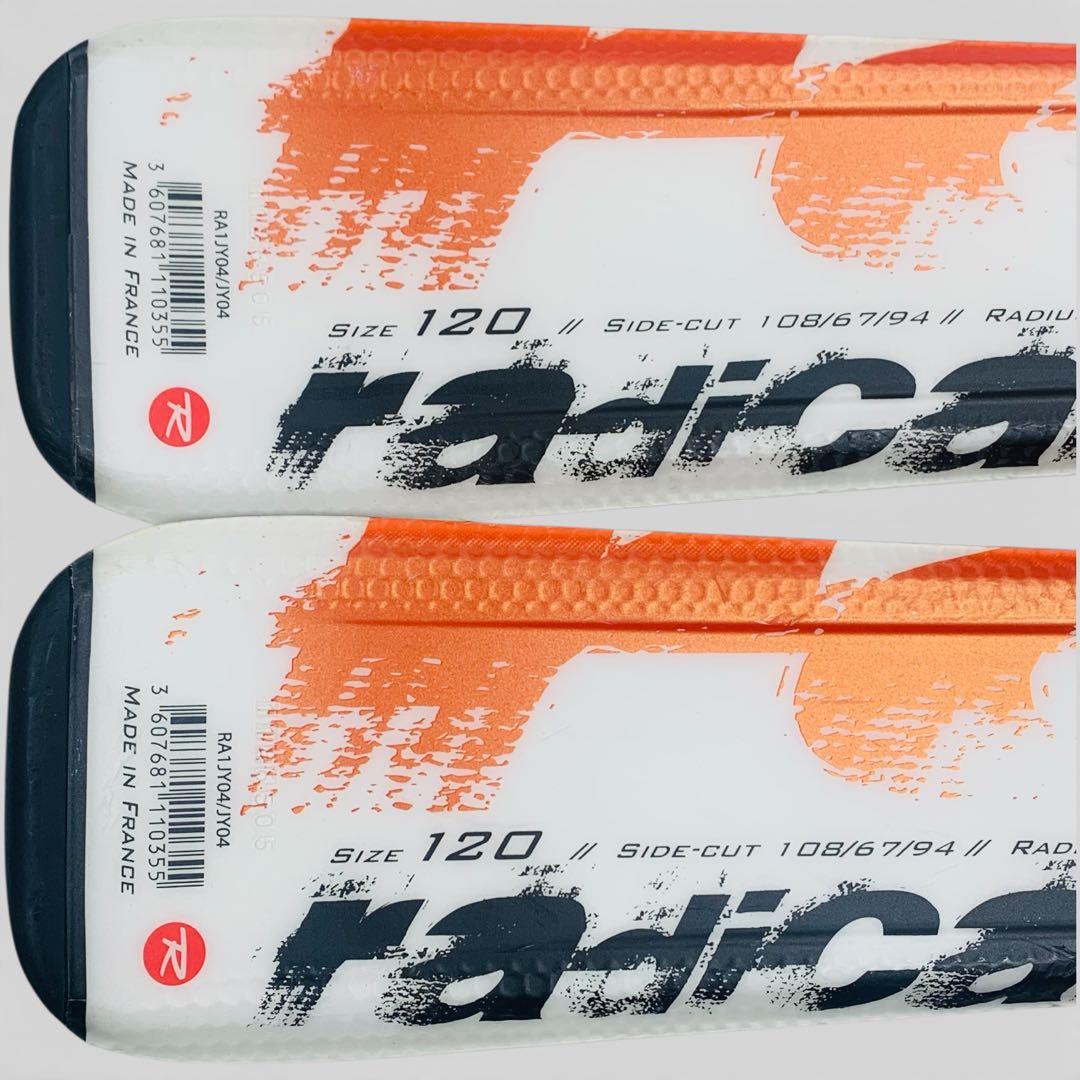 RA1JY04/JY04
3 607681 110355
MADE IN FRANCE
R
SIZE 120 // SIDE-CUT 108/67/94 // RADIU
radica
RA1JY04/JY04
3 607681 110355
MADE IN FRANCE
R
SIZE 120 // SIDE-CUT 108/67/94 // RAD
radica